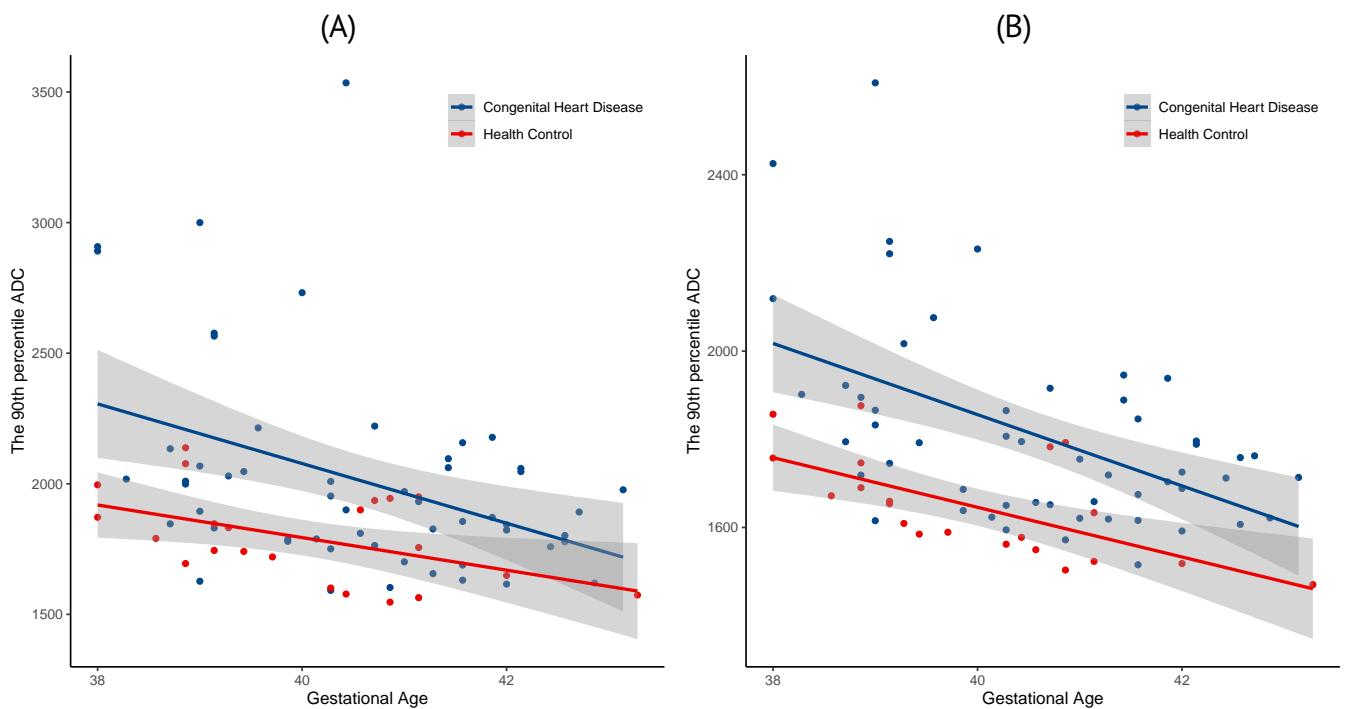 (A)
The 90th percentile ADC
3500
3000
2500
2000
1500
38
40
42
Gestational Age
Congenital Heart Disease
Health Control
(B)
The 90th percentile ADC
2400
2000
1600
38
40
42
Gestational Age
Congenital Heart Disease
Health Control